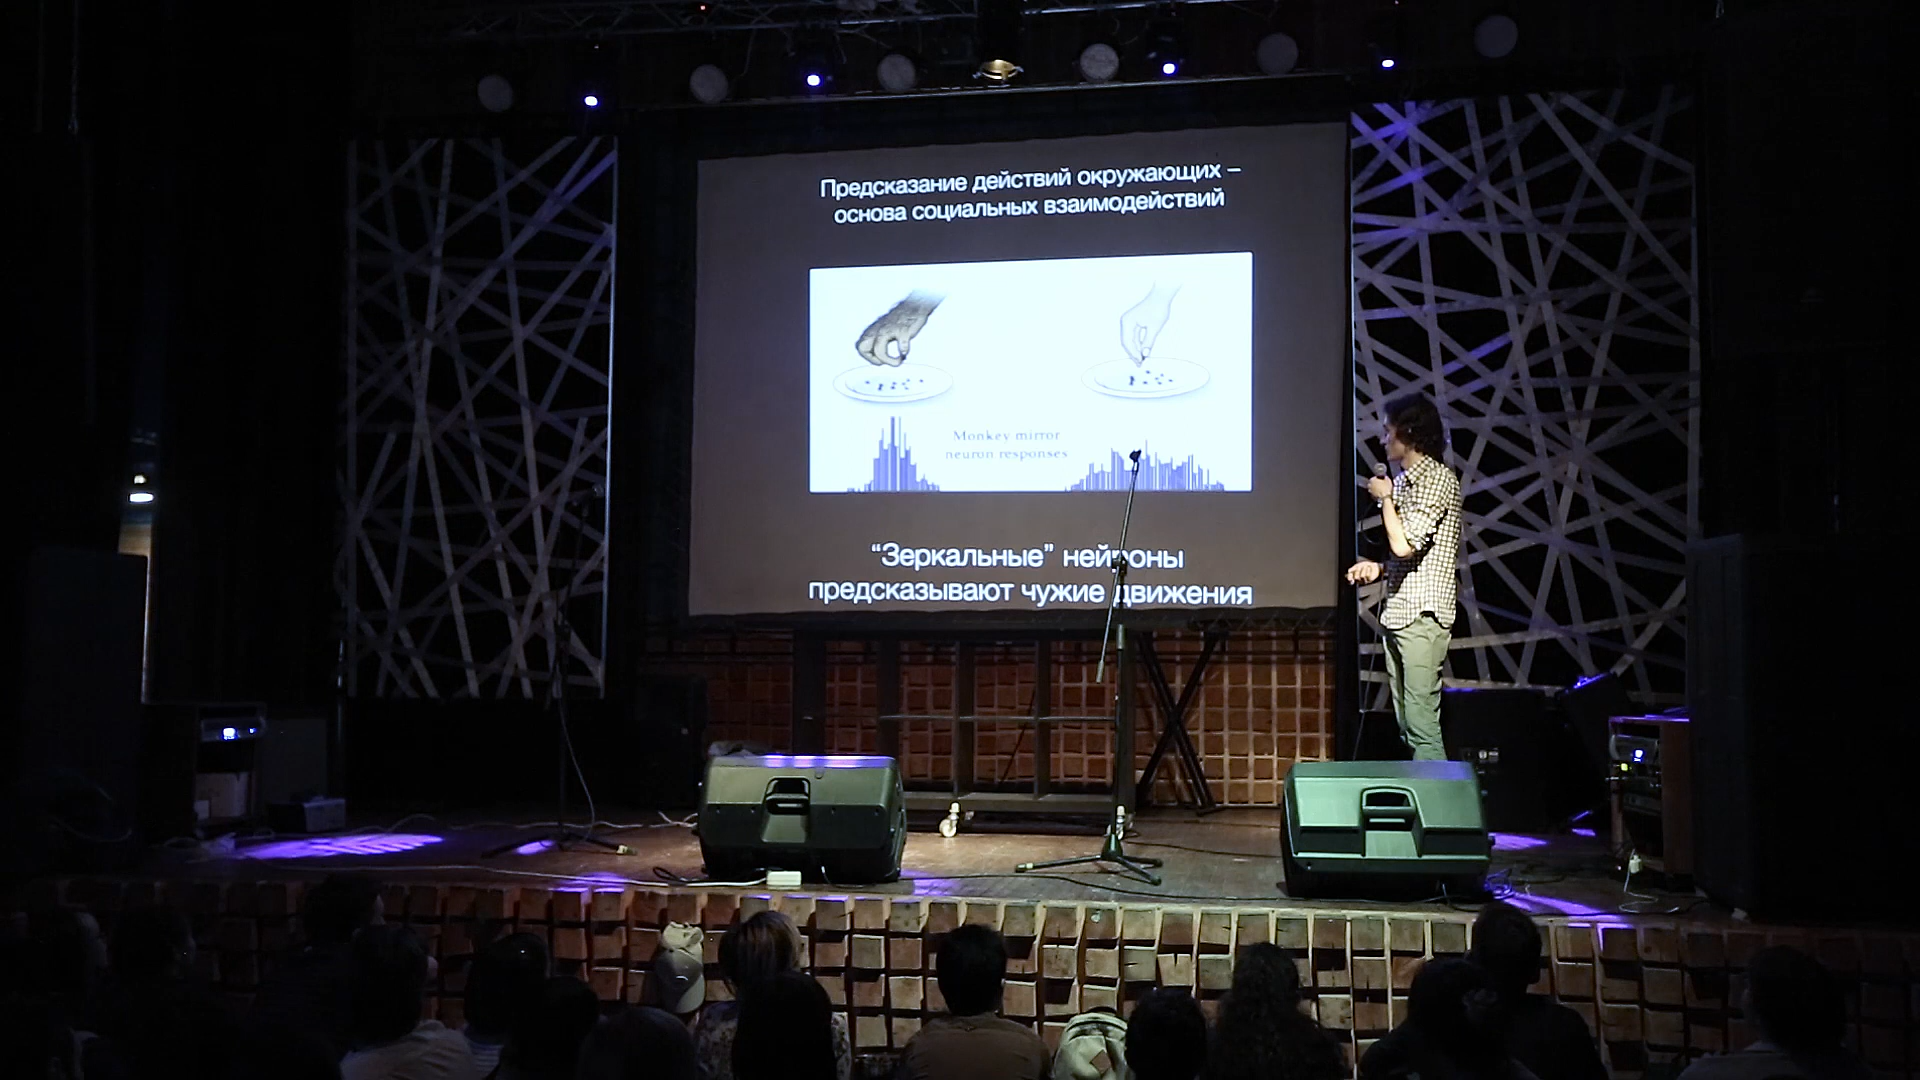 Предсказание действий окружающих –
основа социальных взаимодействий
Monkey mirror
neuron responses
“Зеркальные” нейроны
предсказывают чужие движения